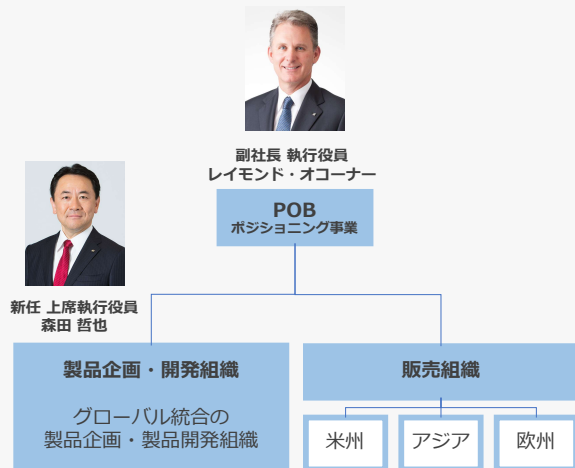 副社長 執行役員
レイモンド・オコーナー
POB
ポジショニング事業
新任 上席執行役員
森田 哲也
製品企画・開発組織
グローバル統合の
製品企画・製品開発組織
販売組織
米州
アジア
欧州